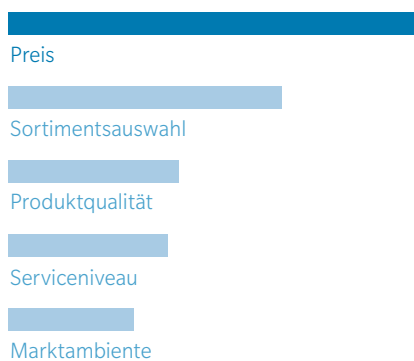 Preis
Sortimentsauswahl
Produktqualität
Serviceniveau
Marktambiente